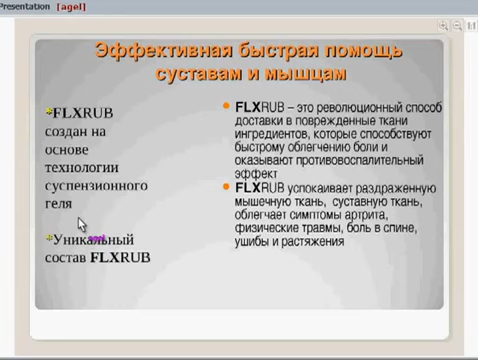 Presentation [agel]
Эффективная быстрая помощь
суставам и мышцам
FLXRUB
создан на
основе
технологии
суспензионного
геля
Уникальный
состав FLXRUB
FLXRUB – это революционный способ
доставки в поврежденные ткани
ингредиентов, которые способствуют
быстрому облегчению боли и
оказывают противовоспалительный
эффект
FLXRUB успокаивает раздраженную
мышечную ткань, суставную ткань,
облегчает симптомы артрита,
физические травмы, боль в спине,
ушибы и растяжения